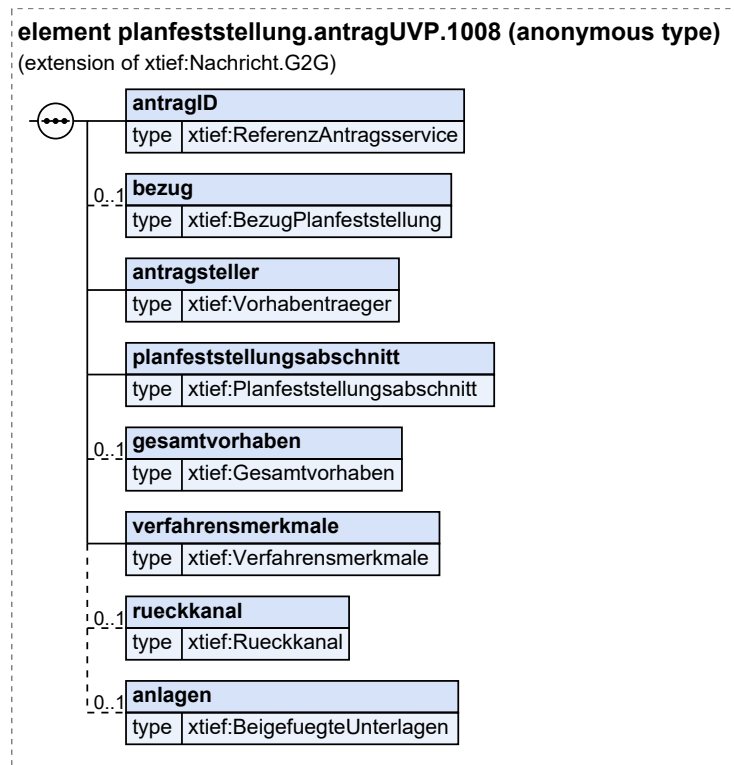 element planfeststellung.antragUVP.1008 (anonymous type)
(extension of xtief:Nachricht.G2G)
antragID
type xtief:ReferenzAntragsservice
0..1 bezug
type xtief:BezugPlanfeststellung
antragsteller
type xtief:Vorhabentraeger
planfeststellungsabschnitt
type xtief:Planfeststellungsabschnitt
0..1 gesamtvorhaben
type xtief:Gesamtvorhaben
verfahrensmerkmale
type xtief:Verfahrensmerkmale
0..1 rueckkanal
type xtief:Rueckkanal
0..1 anlagen
type xtief:BeigefuegteUnterlagen